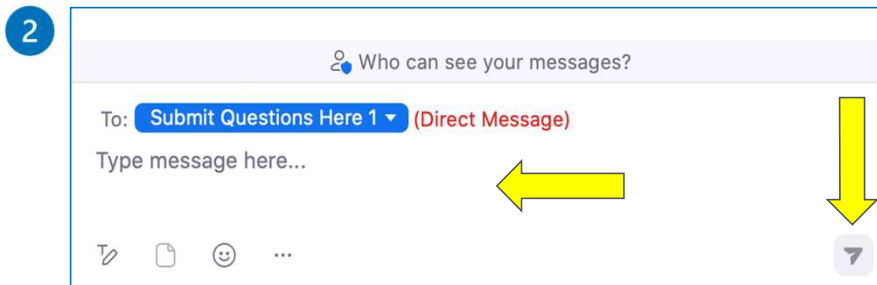 2
Who can see your messages?
To: Submit Questions Here 1 (Direct Message)
Type message here...